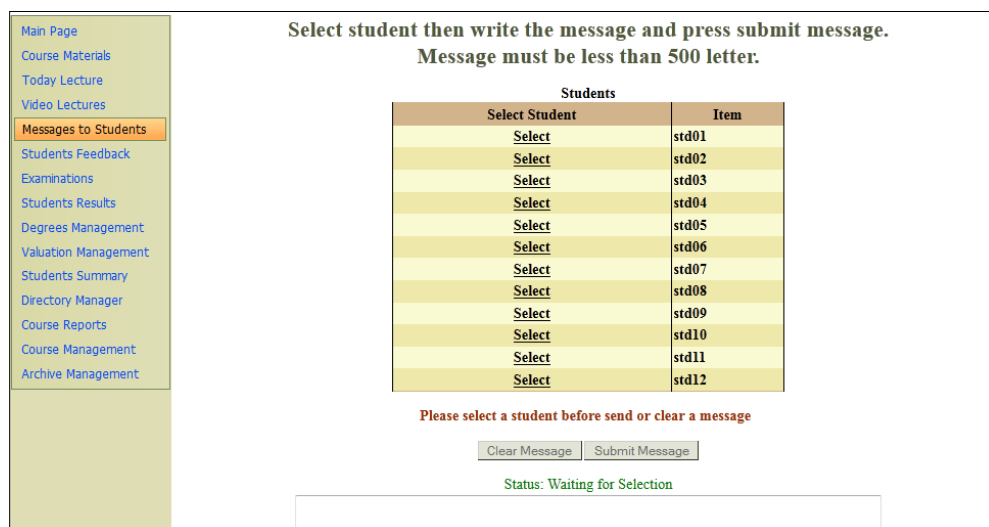 Main Page
Course Materials
Today Lecture
Video Lectures
Messages to Students
Students Feedback
Examinations
Students Results
Degrees Management
Valuation Management
Students Summary
Directory Manager
Course Reports
Course Management
Archive Management
Select student then write the message and press submit message.
Message must be less than 500 letter.
Students
Select Student Item
Select std01
Select std02
Select std03
Select std04
Select std05
Select std06
Select std07
Select std08
Select std09
Select std10
Select std11
Select std12
Please select a student before send or clear a message
Clear Message Submit Message
Status: Waiting for Selection